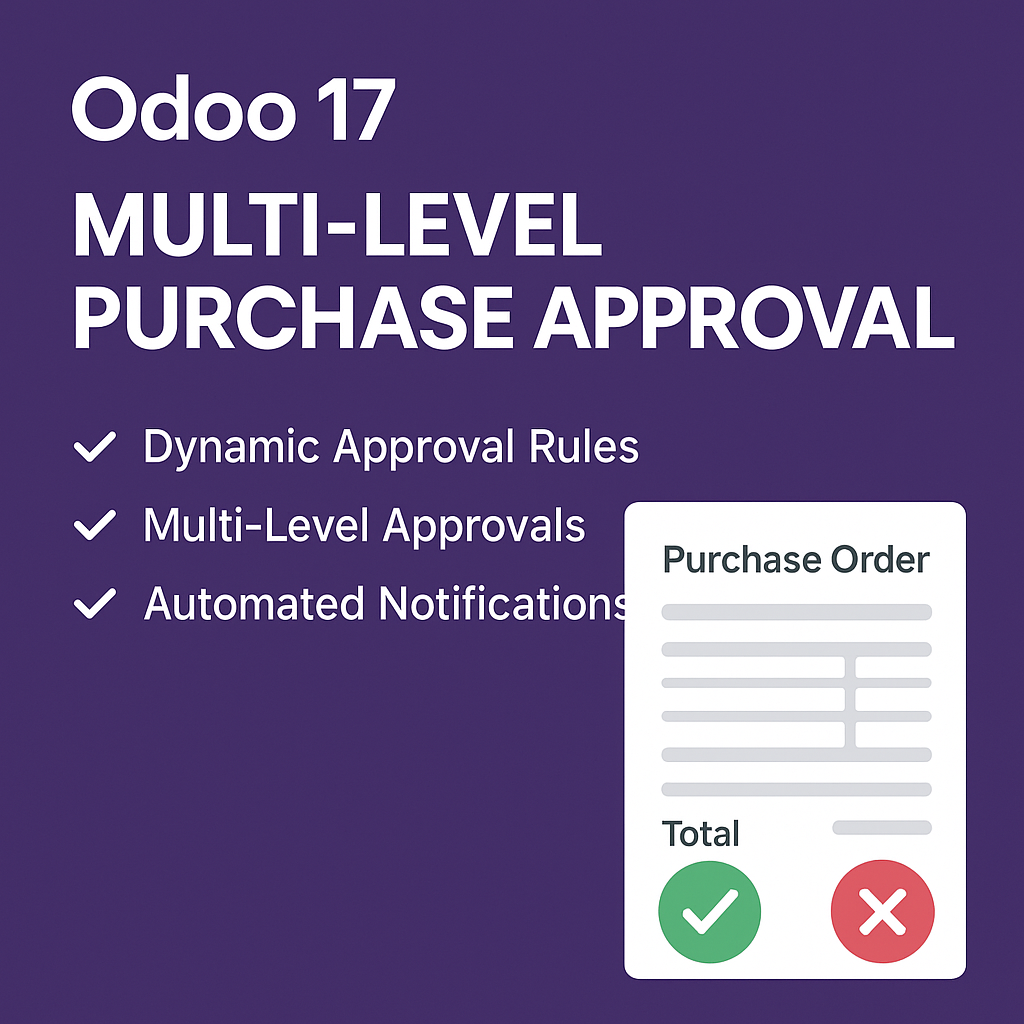 Odoo 17
MULTI-LEVEL
PURCHASE APPROVAL
Dynamic Approval Rules
Multi-Level Approvals
Automated Notifications
Purchase Order
Total